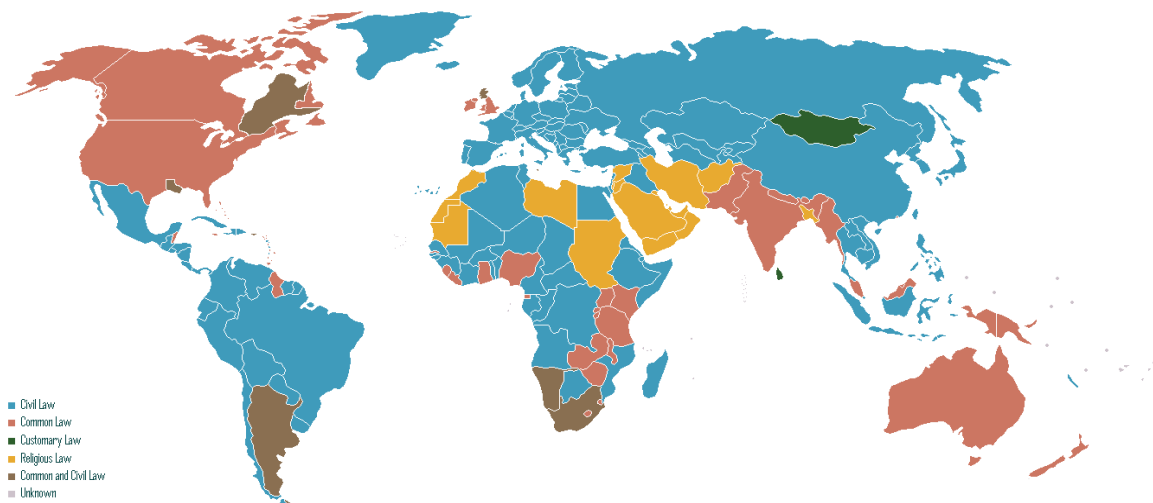 Civil Law
Common Law
Customary Law
Religious Law
Common and Civil Law
Unknown